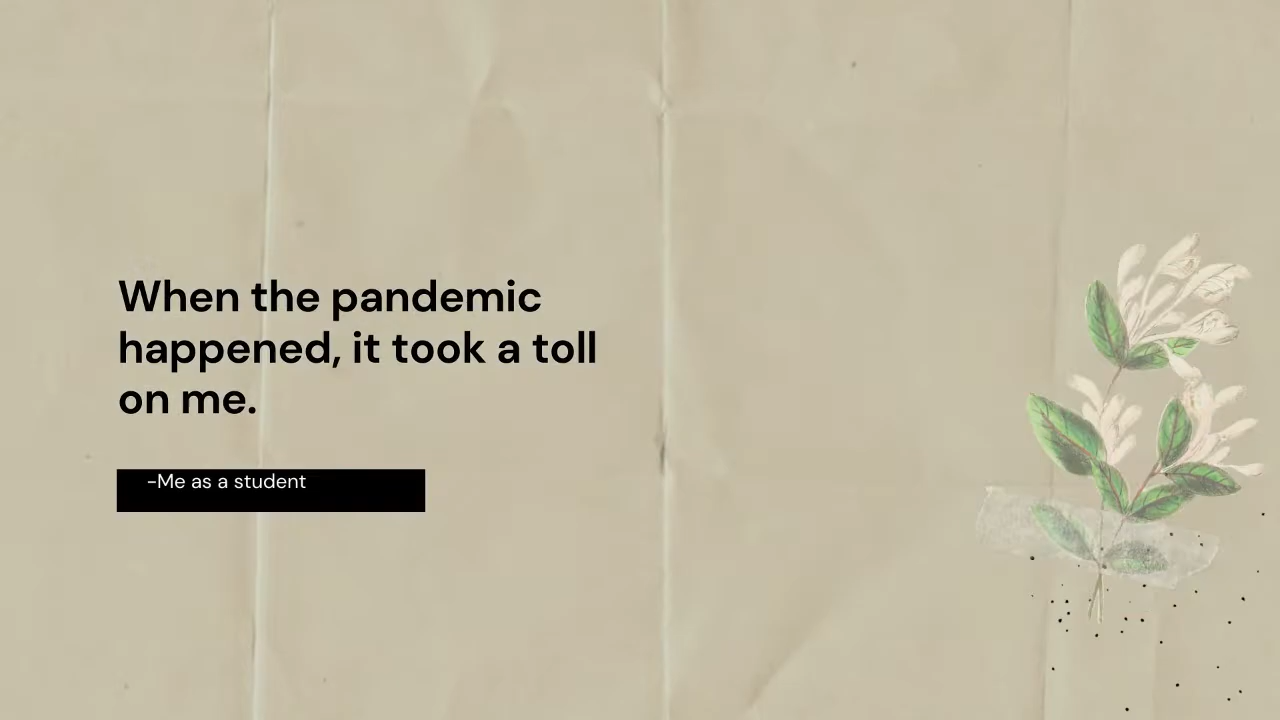 When the pandemic
happened, it took a toll
on me.
-Me as a student